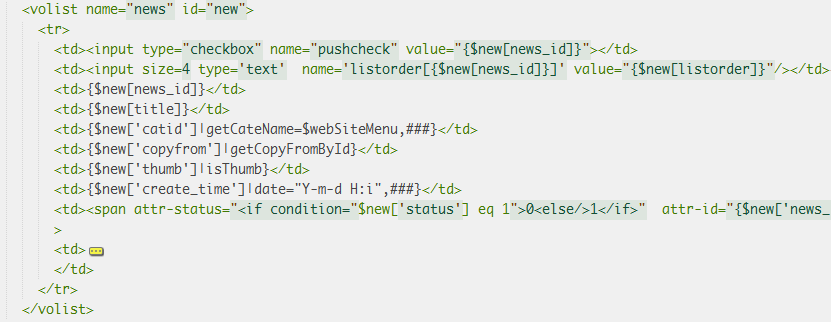 <volist name="news" id="new">
<tr>
<td><input type="checkbox" name="pushcheck" value="{$new[news_id]}"></td>
<td><input size=4 type='text'  name='listorder[{$new[news_id]}]' value="{$new[listorder]}"/></td>
<td>{$new[news_id]}</td>
<td>{$new[title]}</td>
<td>{$new['catid']|getCateName=$webSiteMenu,###}</td>
<td>{$new['copyfrom']|getCopyFromById}</td>
<td>{$new['thumb']|isThumb}</td>
<td>{$new['create_time']|date="Y-m-d H:i",###}</td>
<td><span attr-status="<if condition="$new['status'] eq 1">0<else/>1</if>"  attr-id="{$new['news_
>
<td>
</td>
</tr>
</volist>